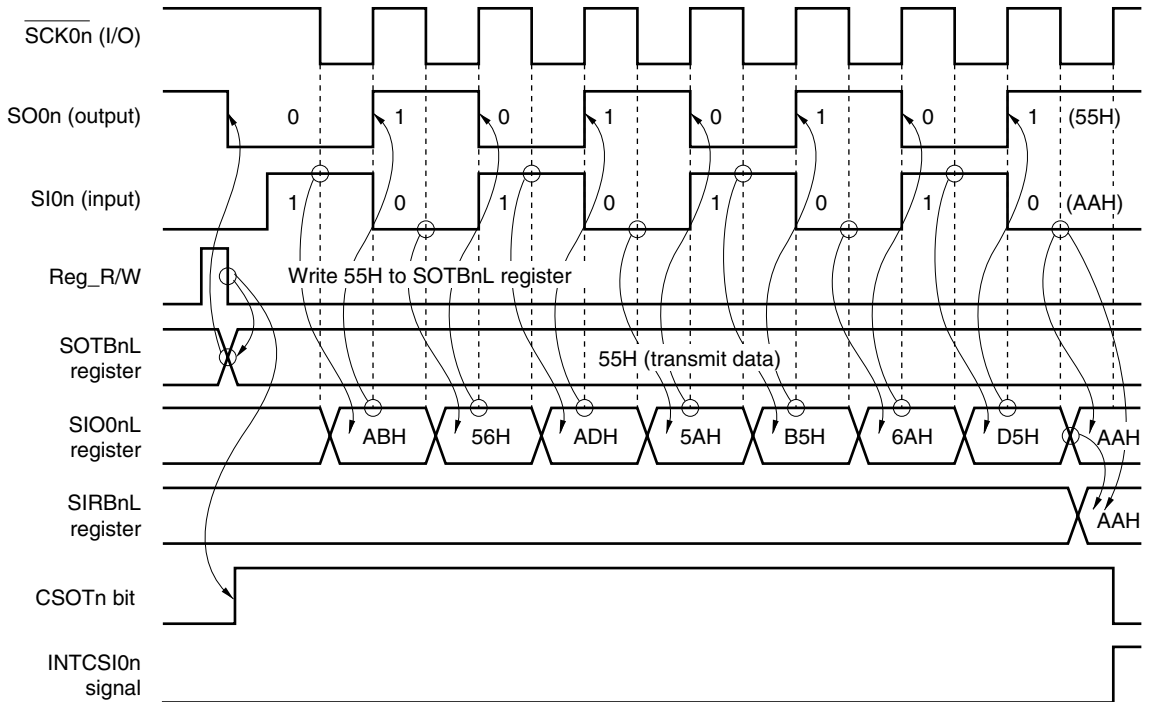 SCK0n (I/O)
SO0n (output)
0 1 0 1 0 1 0 1 (55H)
SI0n (input)
1 0 1 0 1 0 1 0 (AAH)
Reg_R/W
Write 55H to SOTBnL register
SOTBnL
register
55H (transmit data)
SIO0nL
register
ABH 56H ADH 5AH B5H 6AH D5H AAH
SIRBnL
register
AAH
CSOTn bit
INTCSI0n
signal